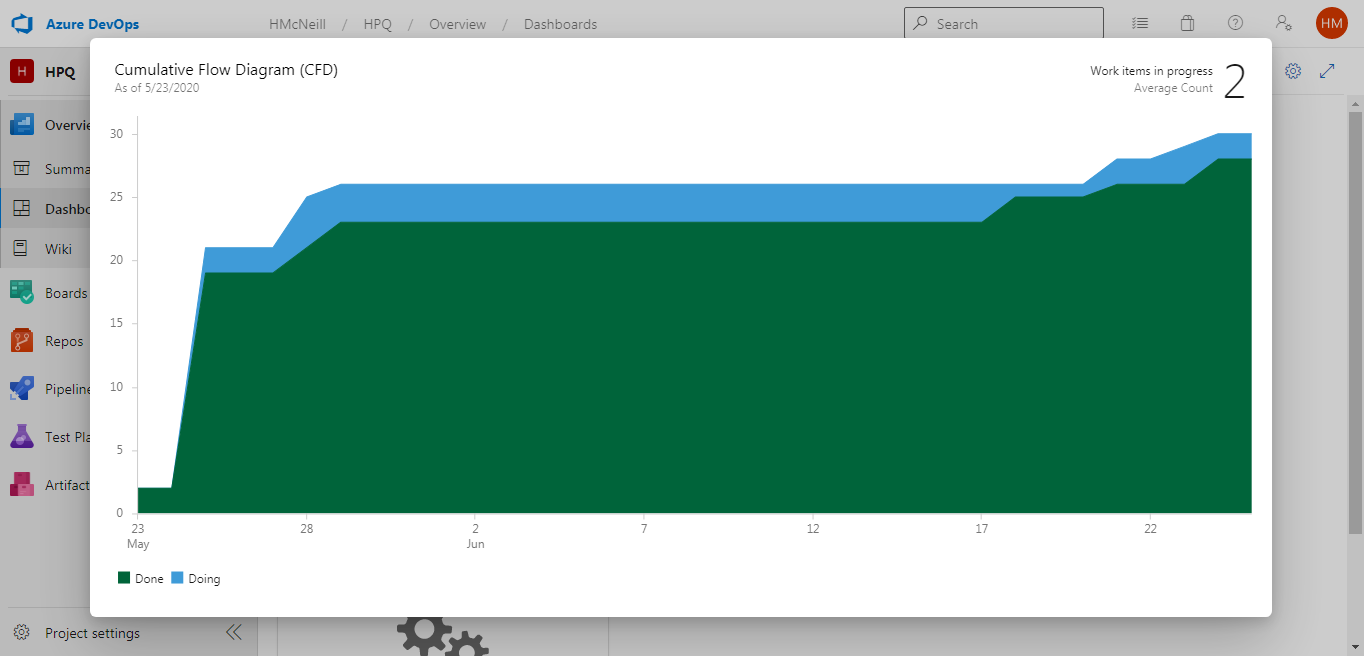 Azure DevOps
HMcNeill / HPQ / Overview / Dashboards
Search
HM
H HPQ
Overvie
Summa
Dashbo
Wiki
Boards
Repos
Pipeline
Test Pla
Artifact
Project settings
Cumulative Flow Diagram (CFD)
As of 5/23/2020
Work items in progress
Average Count
2
30
25
20
15
10
5
0
23 28 2 7 12 17 22
May Jun
Done Doing